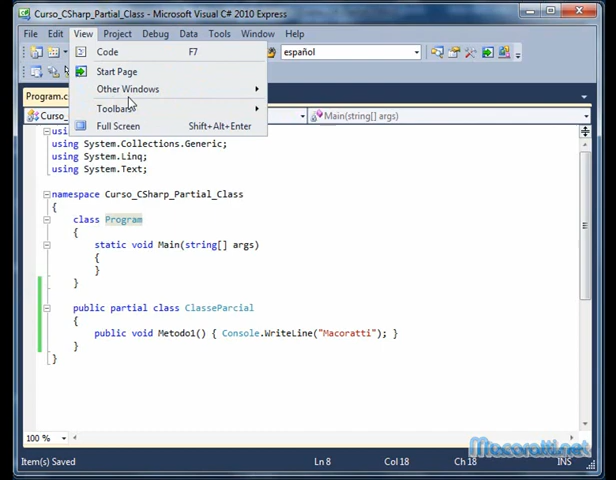 Curso_CSharp_Partial_Class - Microsoft Visual C# 2010 Express
File Edit View Project Debug Data Tools Window Help
Code F7
español
Start Page
Other Windows
Program.c
Toolbars
Curso_
Main(string[] args)
Full Screen Shift+Alt+Enter
using System.Collections.Generic;
using System.Linq;
using System.Text;
namespace Curso_CSharp_Partial_Class
{
class Program
{
static void Main(string[] args)
{
}
}
public partial class ClasseParcial
{
public void Metodo1() { Console.WriteLine("Macoratti"); }
}
}
100 %
Macoratti.net
Item(s) Saved Ln 8 Col 18 Ch 18 INS